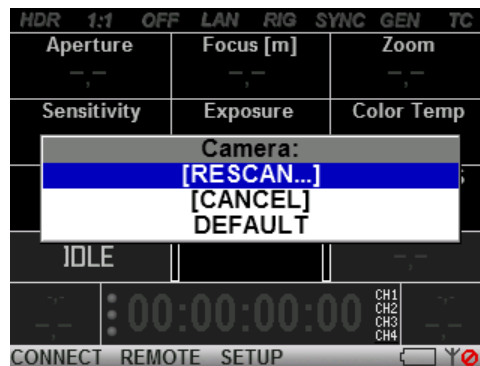 HDR 1:1 OFF LAN RIG SYNC GEN TC
Aperture Focus [m] Zoom
-,- -,- -,-
Sensitivity Exposure Color Temp
Camera:
[RESCAN...]
[CANCEL]
DEFAULT
IDLE -,-
-,- 00:00:00:00 CH1 -,-
CH2
-,- CH3 -,-
CH4
CONNECT REMOTE SETUP